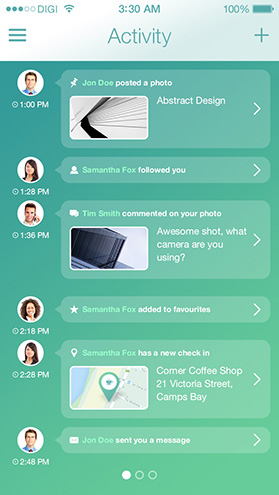 DIGI 3:30 AM 100%
Activity
Jon Doe posted a photo
Abstract Design
1:00 PM
Samantha Fox followed you
1:28 PM
Tim Smith commented on your photo
Awesome shot, what
camera are you
using?
1:36 PM
Samantha Fox added to favourites
2:18 PM
Samantha Fox has a new check in
Corner Coffee Shop
21 Victoria Street,
Camps Bay
2:28 PM
Jon Doe sent you a message
2:48 PM